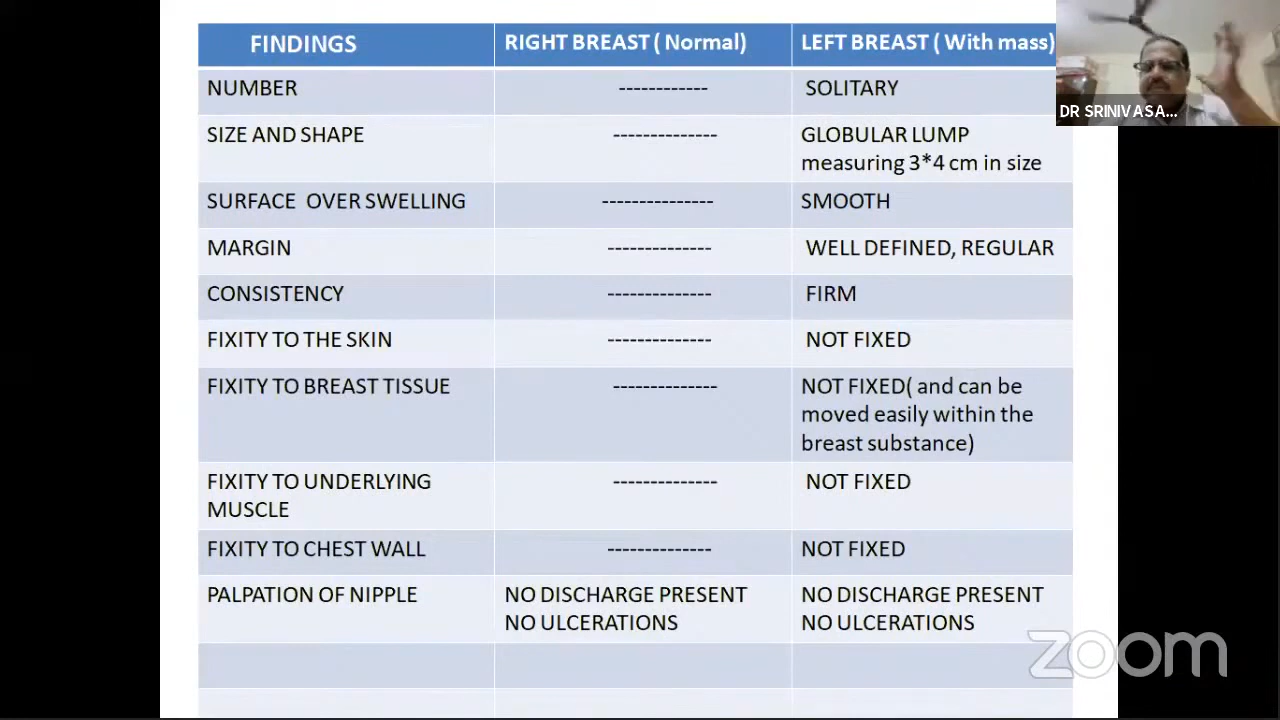 FINDINGS RIGHT BREAST ( Normal) LEFT BREAST ( With mass)
NUMBER ------------ SOLITARY
SIZE AND SHAPE -------------- GLOBULAR LUMP
measuring 3*4 cm in size
SURFACE OVER SWELLING --------------- SMOOTH
MARGIN -------------- WELL DEFINED, REGULAR
CONSISTENCY -------------- FIRM
FIXITY TO THE SKIN -------------- NOT FIXED
FIXITY TO BREAST TISSUE -------------- NOT FIXED( and can be
moved easily within the
breast substance)
FIXITY TO UNDERLYING
MUSCLE -------------- NOT FIXED
FIXITY TO CHEST WALL -------------- NOT FIXED
PALPATION OF NIPPLE NO DISCHARGE PRESENT NO DISCHARGE PRESENT
NO ULCERATIONS NO ULCERATIONS
DR SRINIVASA...
zoom